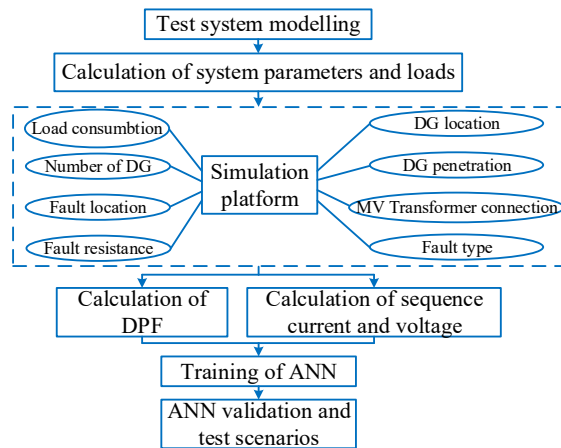 Test system modelling
Calculation of system parameters and loads
Load consumbtion
Number of DG
Fault location
Fault resistance
Simulation
platform
DG location
DG penetration
MV Transformer connection
Fault type
Calculation of
DPF
Calculation of sequence
current and voltage
Training of ANN
ANN validation and
test scenarios